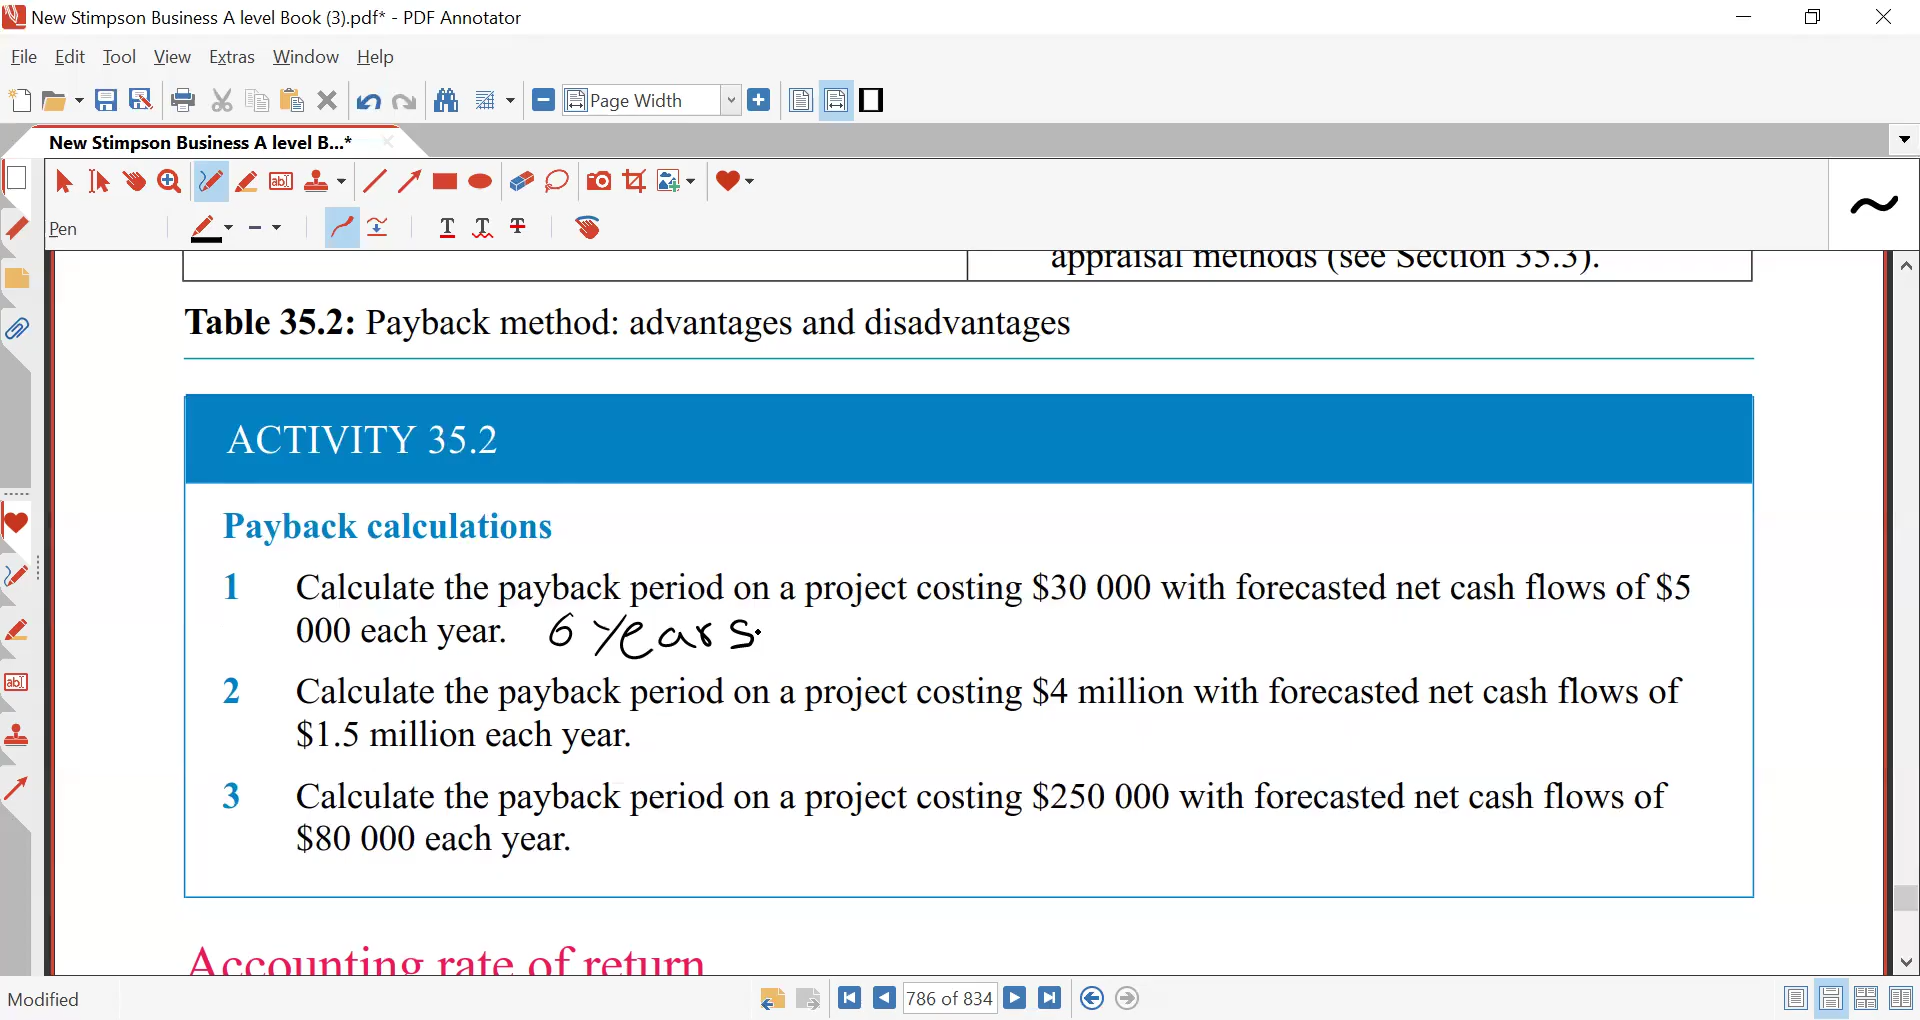 New Stimpson Business A level Book (3).pdf* - PDF Annotator
File Edit Tool View Extras Window Help
Page Width
New Stimpson Business A level B...*
Pen
appraisal methods (see Section 35.3).
Table 35.2: Payback method: advantages and disadvantages
ACTIVITY 35.2
Payback calculations
1 Calculate the payback period on a project costing $30 000 with forecasted net cash flows of $5
000 each year. 6 years
2 Calculate the payback period on a project costing $4 million with forecasted net cash flows of
$1.5 million each year.
3 Calculate the payback period on a project costing $250 000 with forecasted net cash flows of
$80 000 each year.
Accounting rate of return
Modified
786 of 834